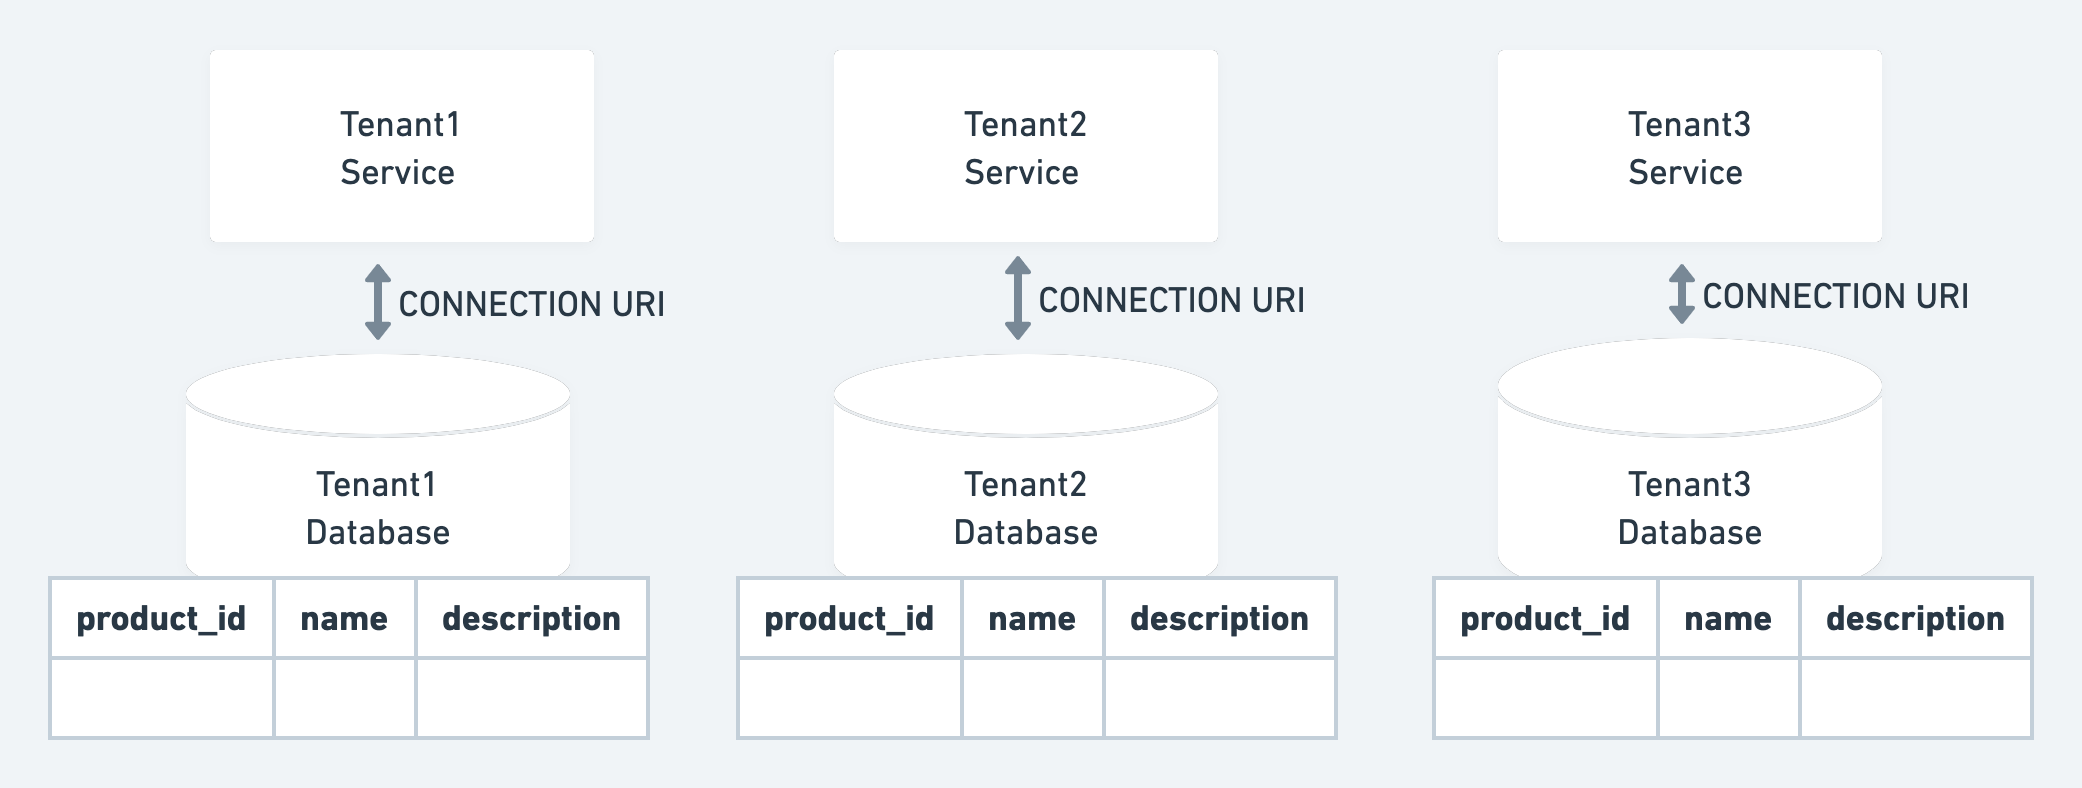 Tenant1
Service
Tenant2
Service
Tenant3
Service
CONNECTION URI
CONNECTION URI
CONNECTION URI
Tenant1
Database
Tenant2
Database
Tenant3
Database
product_id name description
product_id name description
product_id name description